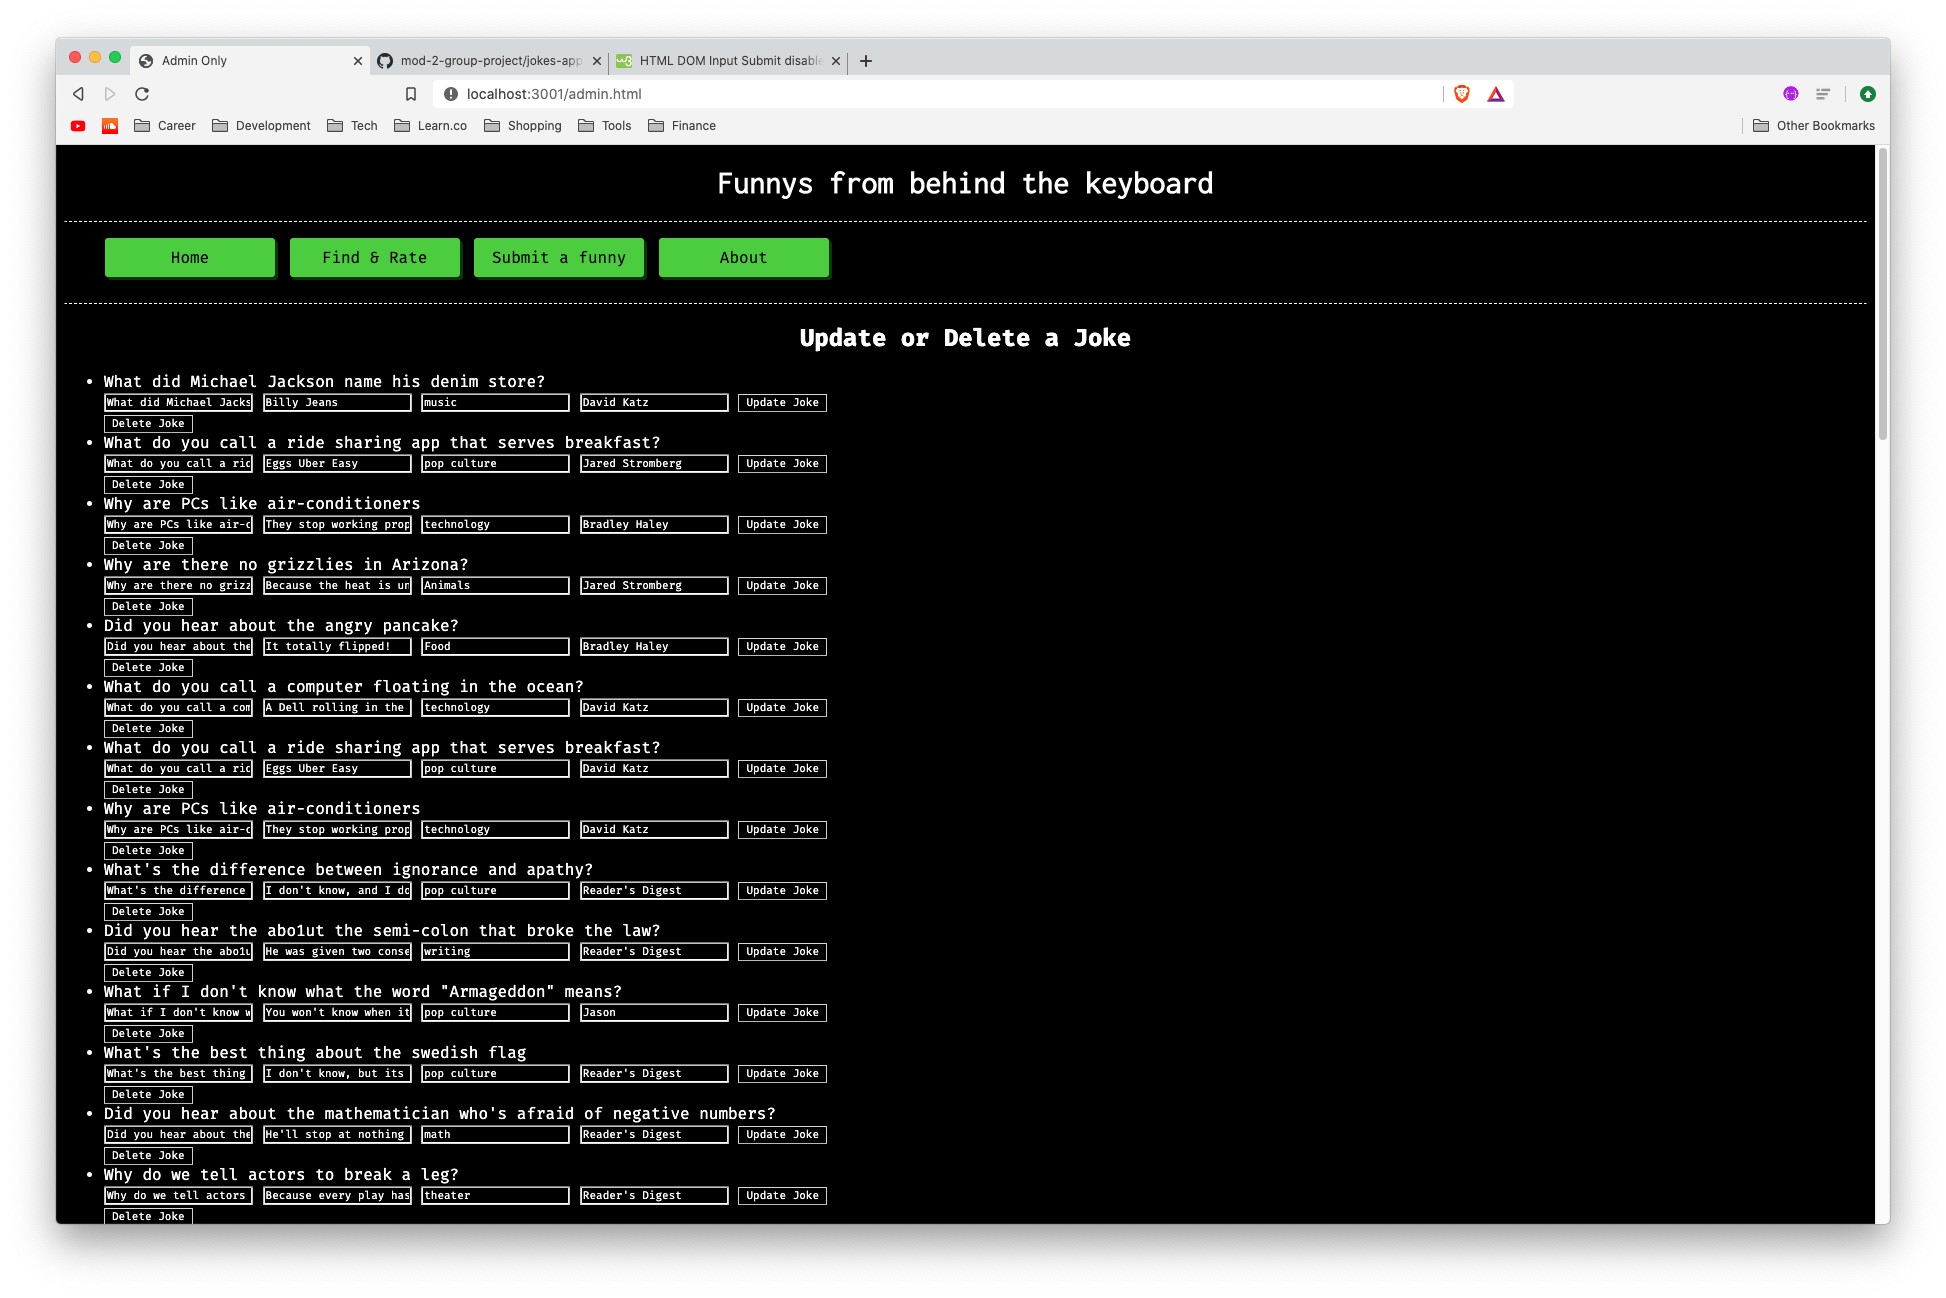 Admin Only
mod-2-group-project/jokes-app
HTML DOM Input Submit disable
localhost:3001/admin.html
Career Development Tech Learn.co Shopping Tools Finance Other Bookmarks
Funnys from behind the keyboard
Home Find & Rate Submit a funny About
Update or Delete a Joke
What did Michael Jackson name his denim store?
What did Michael Jacks Billy Jeans music David Katz Update Joke
Delete Joke
What do you call a ride sharing app that serves breakfast?
What do you call a rid Eggs Uber Easy pop culture Jared Stromberg Update Joke
Delete Joke
Why are PCs like air-conditioners
Why are PCs like air-c They stop working prop technology Bradley Haley Update Joke
Delete Joke
Why are there no grizzlies in Arizona?
Why are there no grizz Because the heat is un Animals Jared Stromberg Update Joke
Delete Joke
Did you hear about the angry pancake?
Did you hear about the It totally flipped! Food Bradley Haley Update Joke
Delete Joke
What do you call a computer floating in the ocean?
What do you call a com A Dell rolling in the technology David Katz Update Joke
Delete Joke
What do you call a ride sharing app that serves breakfast?
What do you call a rid Eggs Uber Easy pop culture David Katz Update Joke
Delete Joke
Why are PCs like air-conditioners
Why are PCs like air-c They stop working prop technology David Katz Update Joke
Delete Joke
What's the difference between ignorance and apathy?
What's the difference I don't know, and I do pop culture Reader's Digest Update Joke
Delete Joke
Did you hear the abo1ut the semi-colon that broke the law?
Did you hear the abo1u He was given two conse writing Reader's Digest Update Joke
Delete Joke
What if I don't know what the word "Armageddon" means?
What if I don't know w You won't know when it pop culture Jason Update Joke
Delete Joke
What's the best thing about the swedish flag
What's the best thing I don't know, but its pop culture Reader's Digest Update Joke
Delete Joke
Did you hear about the mathematician who's afraid of negative numbers?
Did you hear about the He'll stop at nothing math Reader's Digest Update Joke
Delete Joke
Why do we tell actors to break a leg?
Why do we tell actors Because every play has theater Reader's Digest Update Joke
Delete Joke